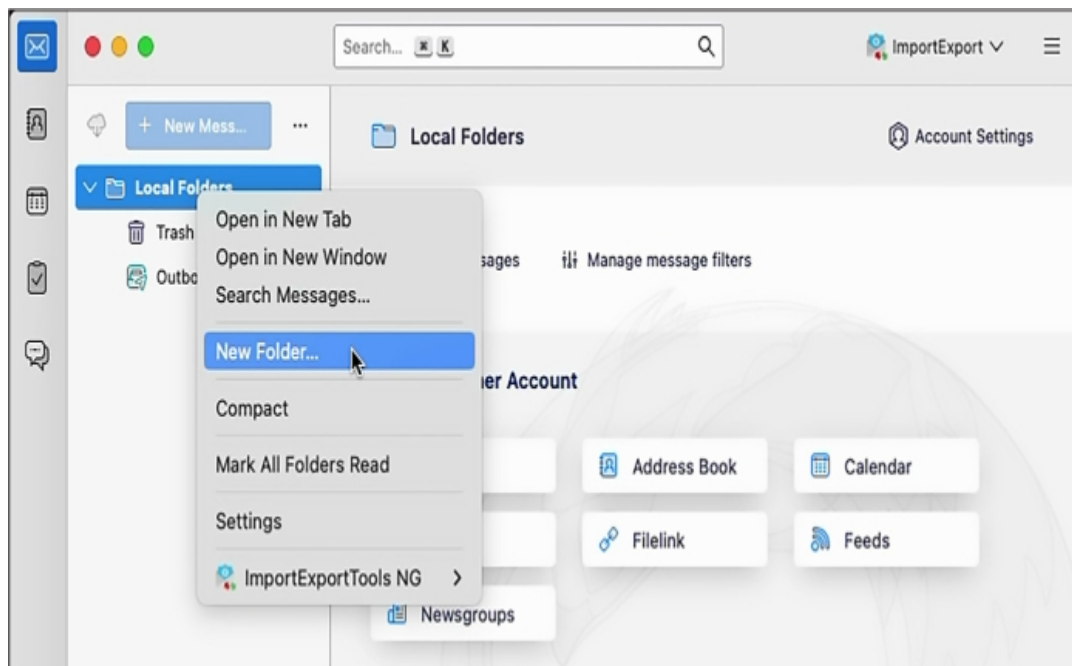 Search... ⌘ K
ImportExport
+ New Mess...
...
Local Folders
Account Settings
Local Folders
Trash
Outbo
Open in New Tab
Open in New Window
Search Messages...
New Folder...
Compact
Mark All Folders Read
Settings
ImportExportTools NG
sages
Manage message filters
er Account
Address Book
Calendar
Filelink
Feeds
Newsgroups